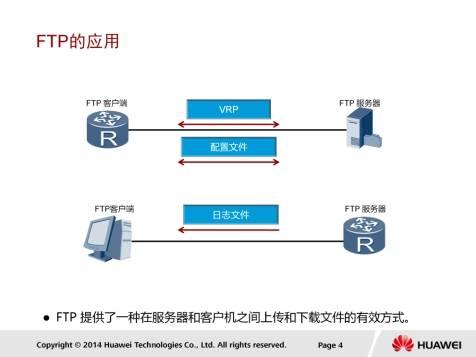 FTP的应用
FTP 客户端
VRP
FTP 服务器
R
配置文件
FTP客户端
日志文件
FTP 服务器
R
● FTP 提供了一种在服务器和客户机之间上传和下载文件的有效方式。
Copyright © 2014 Huawei Technologies Co., Ltd. All rights reserved.
Page 4
HUAWEI